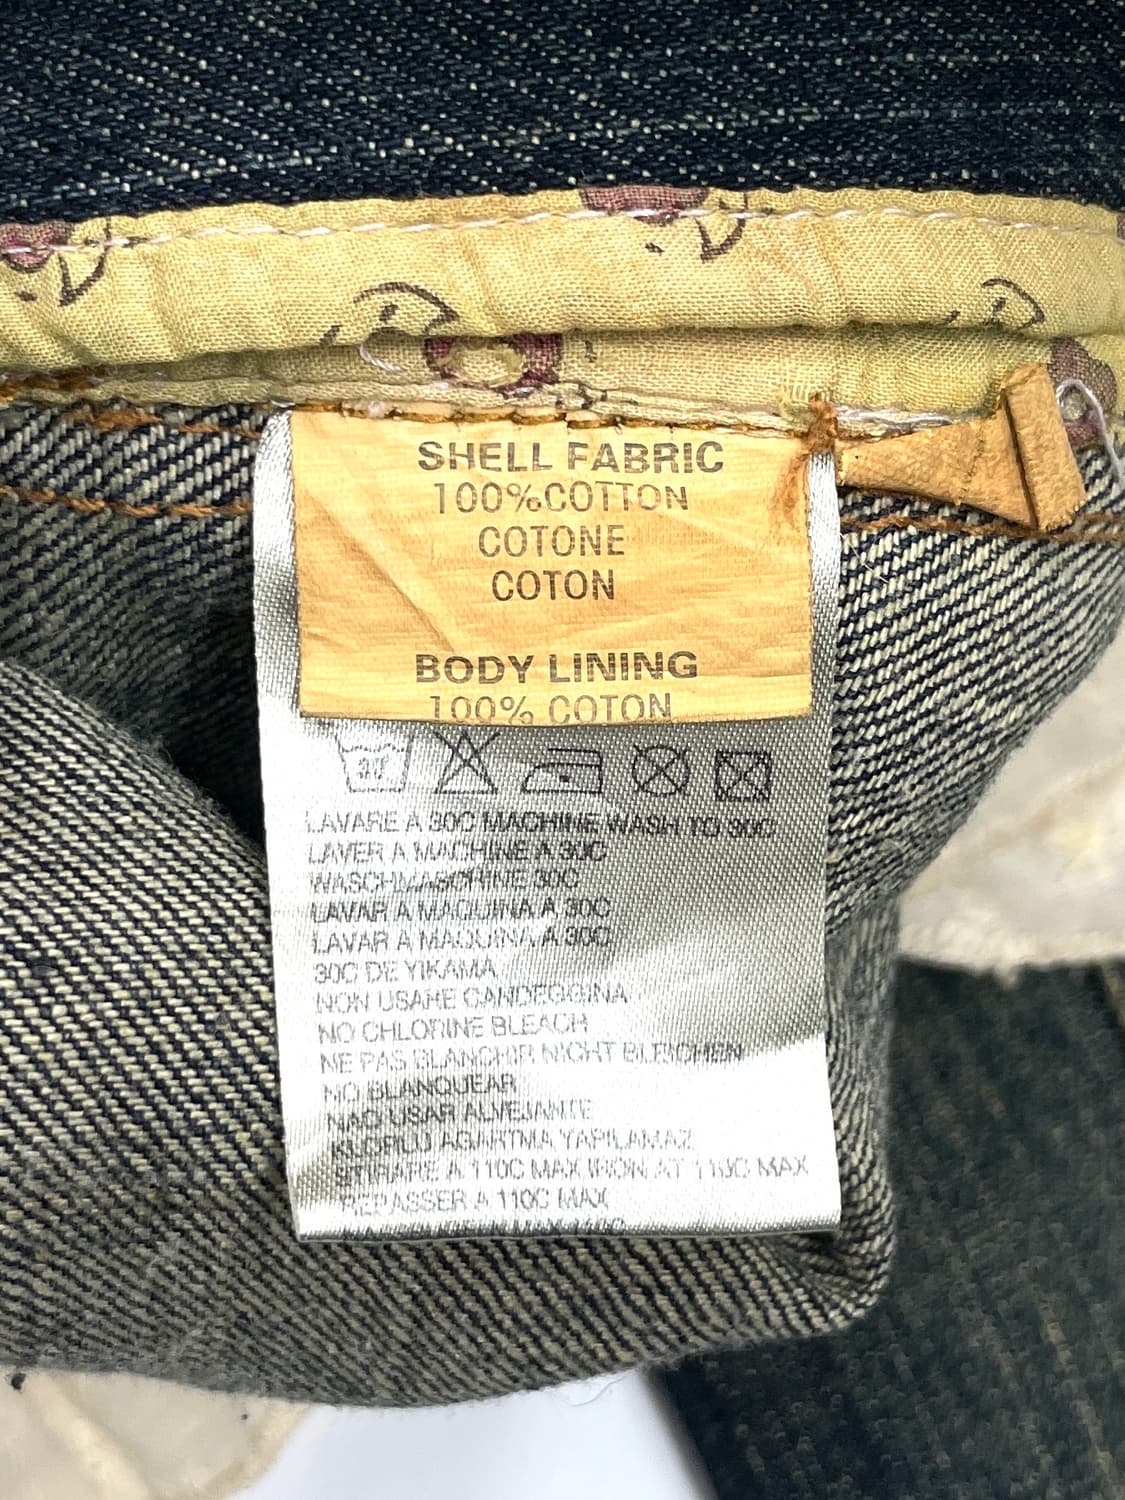 SHELL FABRIC
100%COTTON
COTONE
COTON
BODY LINING
100% COTON
30
LAVARE A 30C MACHINE WASH TO 30C
LAVER A MACHINE A 30C
WASCHMASCHINE 30C
LAVAR A MAQUINA A 30C
LAVAR A MAQUINA A 30C
30C DE YIKAMA
NON USARE CANDEGGINA
NO CHLORINE BLEACH
NE PAS BLANCHIR NICHT BLEICHEN
NO BLANQUEAR
NAO USAR ALVEJANTE
KLORLU AGARTMA YAPILAMAZ
STIRARE A 110C MAX IRON AT 110C MAX
REPASSER A 110C MAX